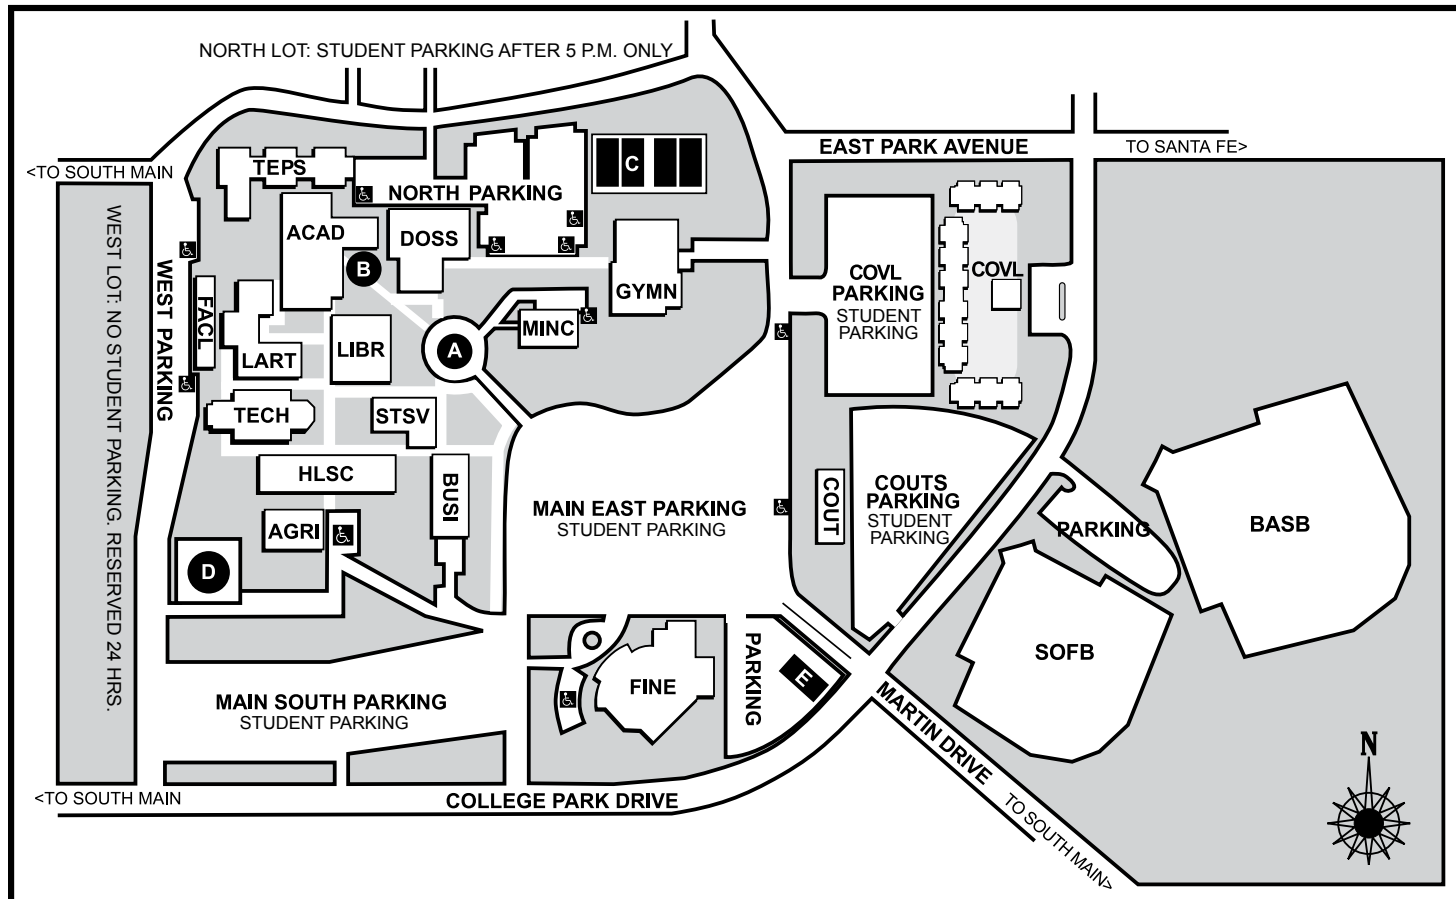 NORTH LOT: STUDENT PARKING AFTER 5 P.M. ONLY
EAST PARK AVENUE
TO SANTA FE>
<TO SOUTH MAIN
TEPS
C
NORTH PARKING
ACAD
DOSS
B
GYMN
COVL
PARKING
STUDENT
PARKING
COVL
WEST LOT: NO STUDENT PARKING. RESERVED 24 HRS.
WEST PARKING
FACL
LART
LIBR
A
MINC
TECH
STSV
HLSC
BUSI
MAIN EAST PARKING
STUDENT PARKING
COUT
COUTS
PARKING
STUDENT
PARKING
PARKING
BASB
AGRI
D
SOFB
PARKING
E
FINE
MAIN SOUTH PARKING
STUDENT PARKING
MARTIN DRIVE
N
<TO SOUTH MAIN
COLLEGE PARK DRIVE
TO SOUTH MAIN>